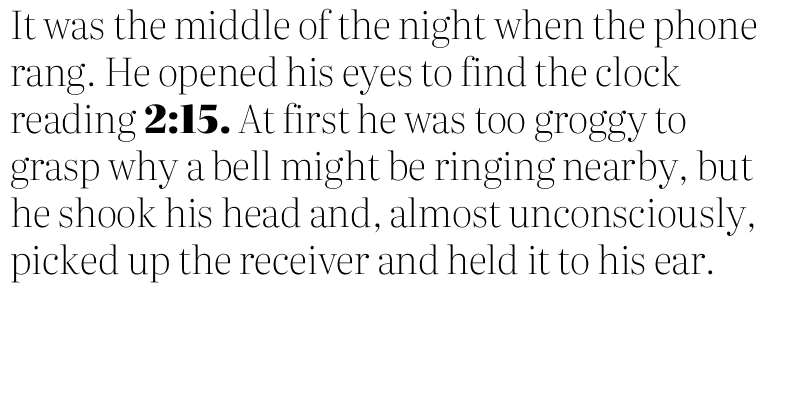 It was the middle of the night when the phone
rang. He opened his eyes to find the clock
reading 2:15. At first he was too groggy to
grasp why a bell might be ringing nearby, but
he shook his head and, almost unconsciously,
picked up the receiver and held it to his ear.